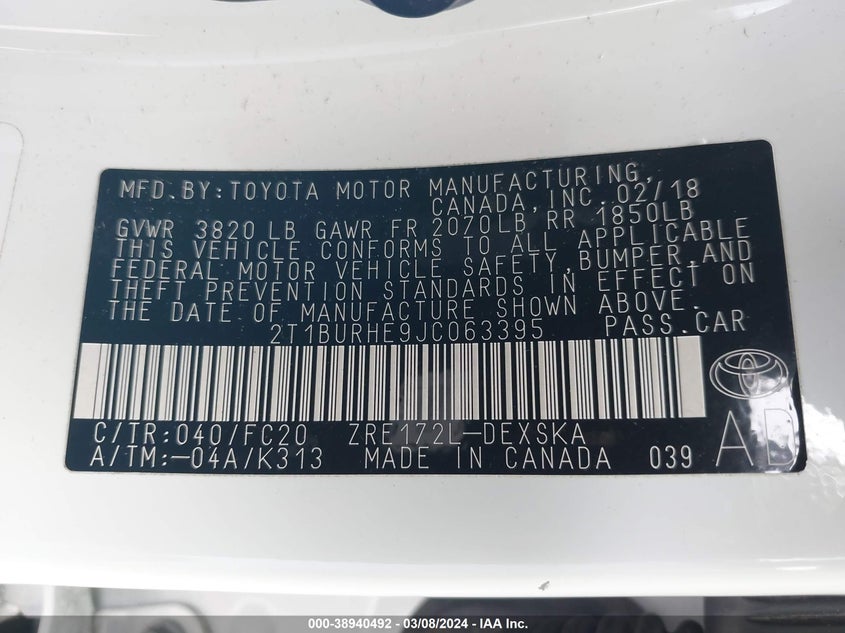 MFD.BY:TOYOTA MOTOR MANUFACTURING,
CANADA,INC.02/18
GVWR 3820 LB GAWR FR 2070LB RR 1850LB
THIS VEHICLE CONFORMS TO ALL APPLICABLE
FEDERAL MOTOR VEHICLE SAFETY,BUMPER,AND
THEFT PREVENTION STANDARDS IN EFFECT ON
THE DATE OF MANUFACTURE SHOWN ABOVE.
2T1BURHE9JC063395 PASS.CAR
C/TR:040/FC20 ZRE172L-DEXSKA
A/TM:-04A/K313 MADE IN CANADA 039
AD
000-38940492 - 03/08/2024 - IAA Inc.